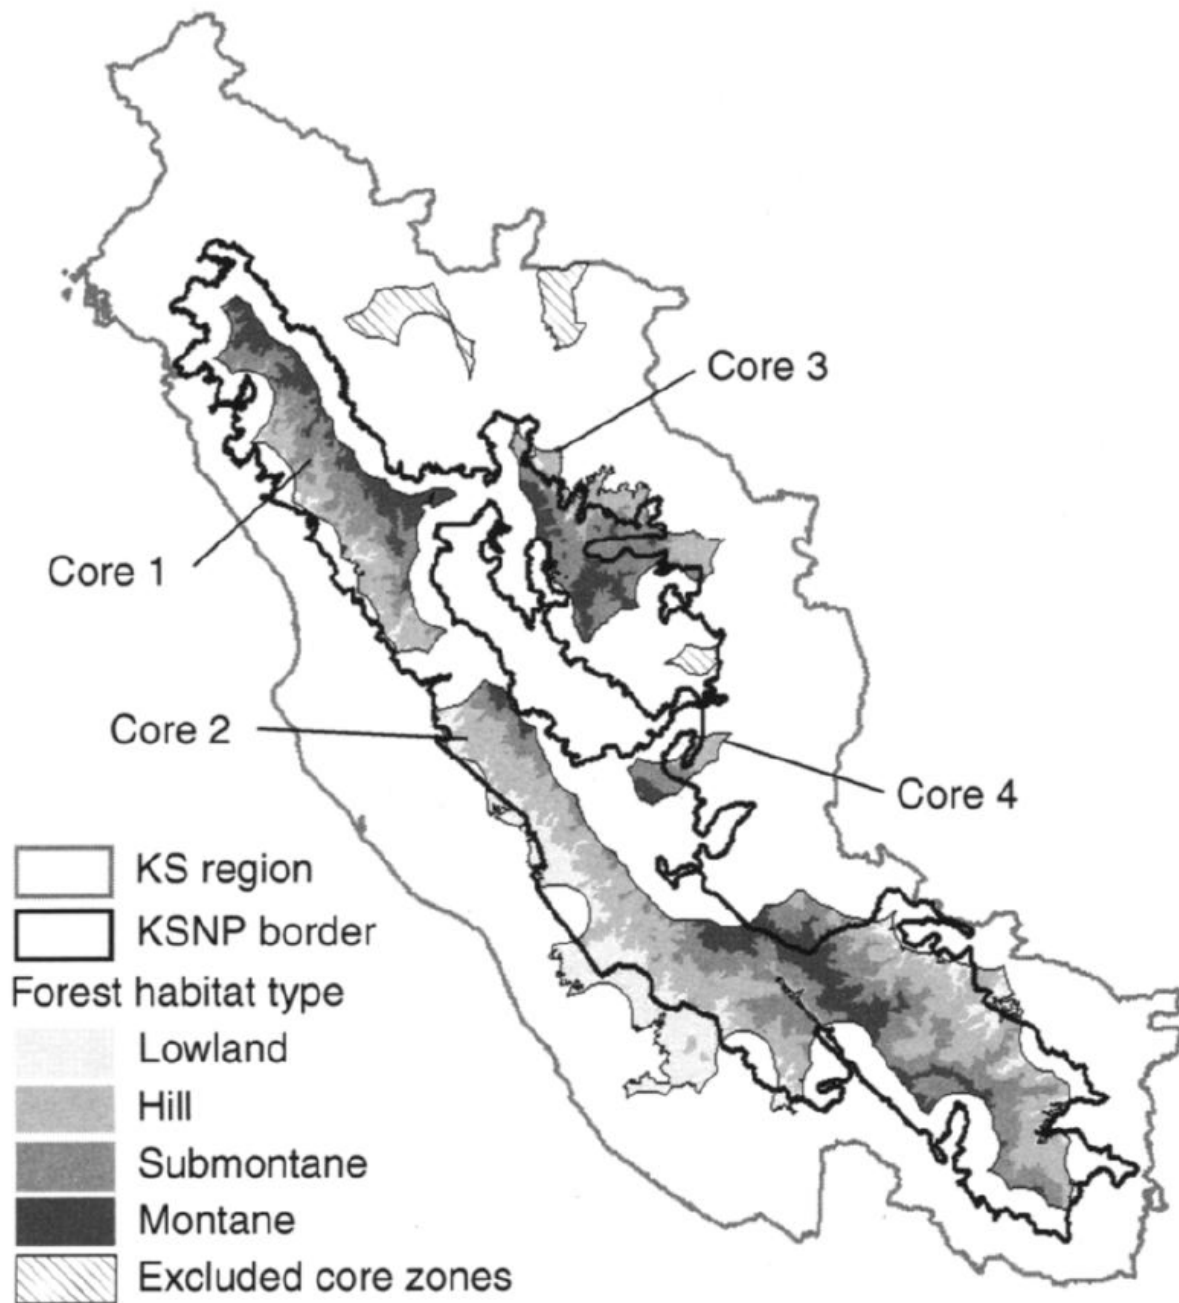 Core 3
Core 1
Core 2
Core 4
KS region
KSNP border
Forest habitat type
Lowland
Hill
Submontane
Montane
Excluded core zones